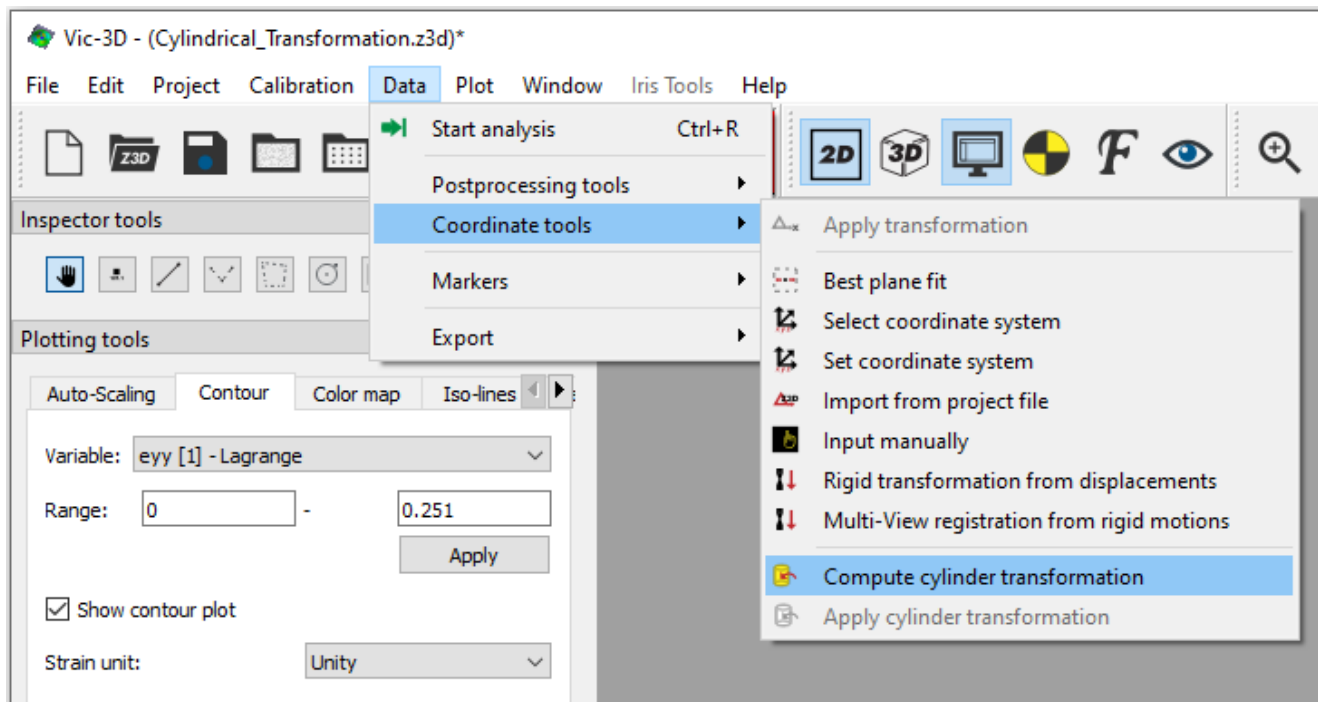 Vic-3D - (Cylindrical_Transformation.z3d)*
File Edit Project Calibration Data Plot Window Iris Tools Help
Z3D
2D 3D F
Start analysis Ctrl+R
Postprocessing tools
Coordinate tools
Markers
Export
Apply transformation
Best plane fit
Select coordinate system
Set coordinate system
Import from project file
Input manually
Rigid transformation from displacements
Multi-View registration from rigid motions
Compute cylinder transformation
Apply cylinder transformation
Inspector tools
Plotting tools
Auto-Scaling Contour Color map Iso-lines
Variable: eyy [1] - Lagrange
Range: 0 - 0.251
Apply
Show contour plot
Strain unit: Unity